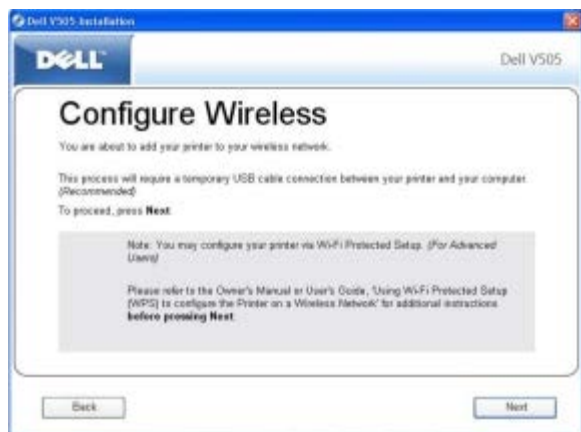 Dell V505 Installation
DELL
Dell V505
Configure Wireless
You are about to add your printer to your wireless network.
This process will require a temporary USB cable connection between your printer and your computer.
(Recommended)
To proceed, press Next
Note: You may configure your printer via Wi-Fi Protected Setup. (For Advanced
Users)
Please refer to the Owner's Manual or User's Guide, 'Using Wi-Fi Protected Setup
(WPS) to configure the Printer on a Wireless Network' for additional instructions
before pressing Next.
Back
Next